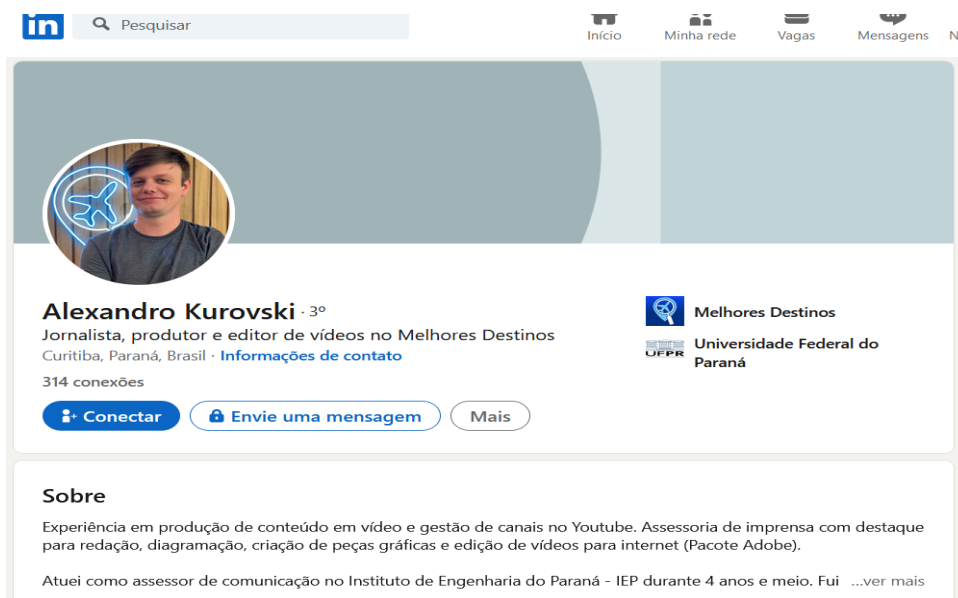 in
Pesquisar
Início
Minha rede
Vagas
Mensagens
N
Alexandro Kurovski · 3º
Jornalista, produtor e editor de vídeos no Melhores Destinos
Curitiba, Paraná, Brasil · Informações de contato
314 conexões
Conectar
Envie uma mensagem
Mais
Melhores Destinos
UFPR
Universidade Federal do
Paraná
Sobre
Experiência em produção de conteúdo em vídeo e gestão de canais no Youtube. Assessoria de imprensa com destaque
para redação, diagramação, criação de peças gráficas e edição de vídeos para internet (Pacote Adobe).
Atuei como assessor de comunicação no Instituto de Engenharia do Paraná - IEP durante 4 anos e meio. Fui ...ver mais